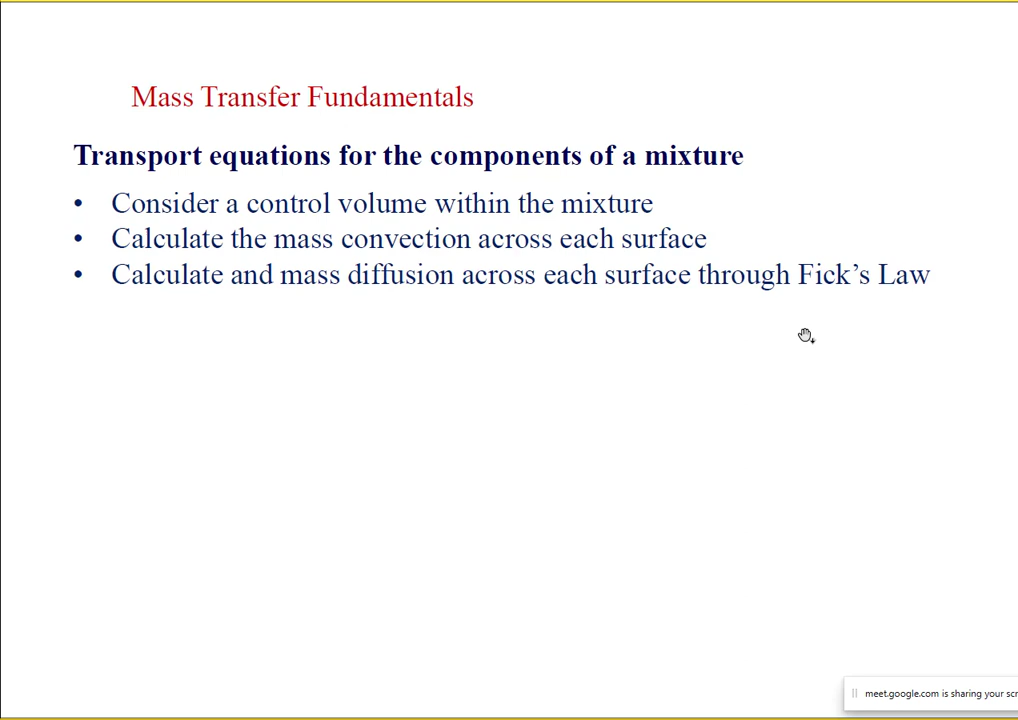 Mass Transfer Fundamentals
Transport equations for the components of a mixture
• Consider a control volume within the mixture
• Calculate the mass convection across each surface
• Calculate and mass diffusion across each surface through Fick’s Law
meet.google.com is sharing your scr